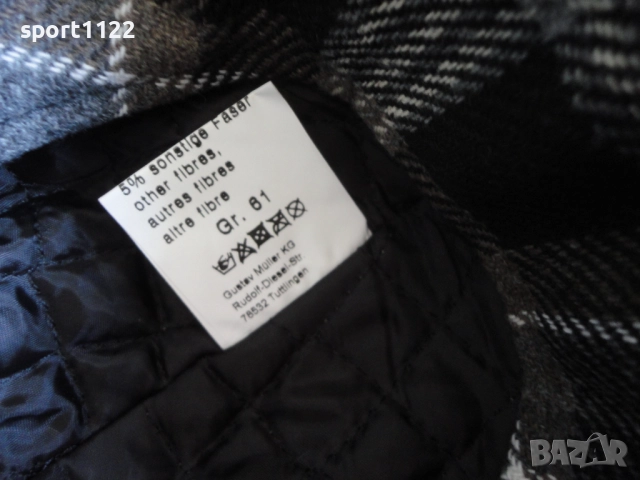 sport1122
5% sonstige Faser
other fibres,
autres fibres
altre fibre
Gr. 61
Gustav Müller KG
Rudolf-Diesel-Str
78532 Tuttlingen
BAZAR